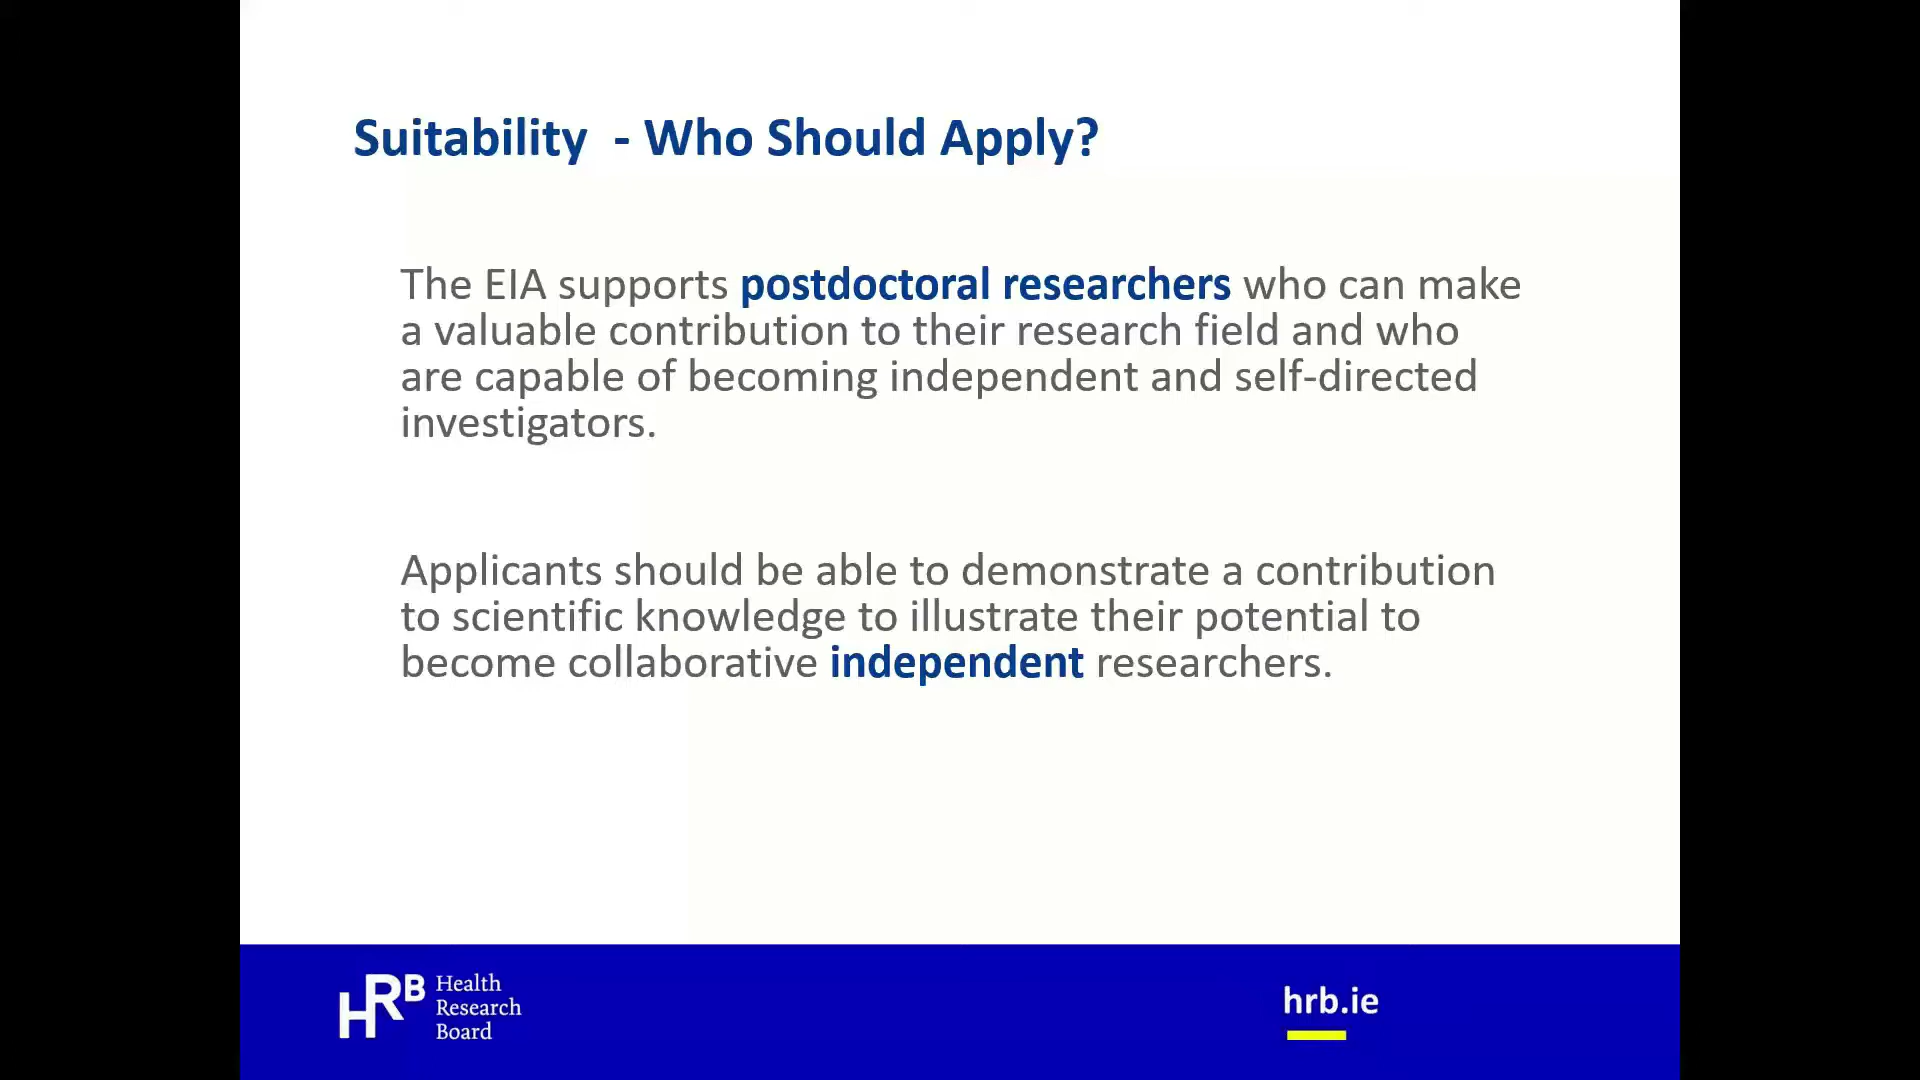 Suitability  - Who Should Apply?
The EIA supports postdoctoral researchers who can make
a valuable contribution to their research field and who
are capable of becoming independent and self-directed
investigators.
Applicants should be able to demonstrate a contribution
to scientific knowledge to illustrate their potential to
become collaborative independent researchers.
HRB
Health
Research
Board
hrb.ie